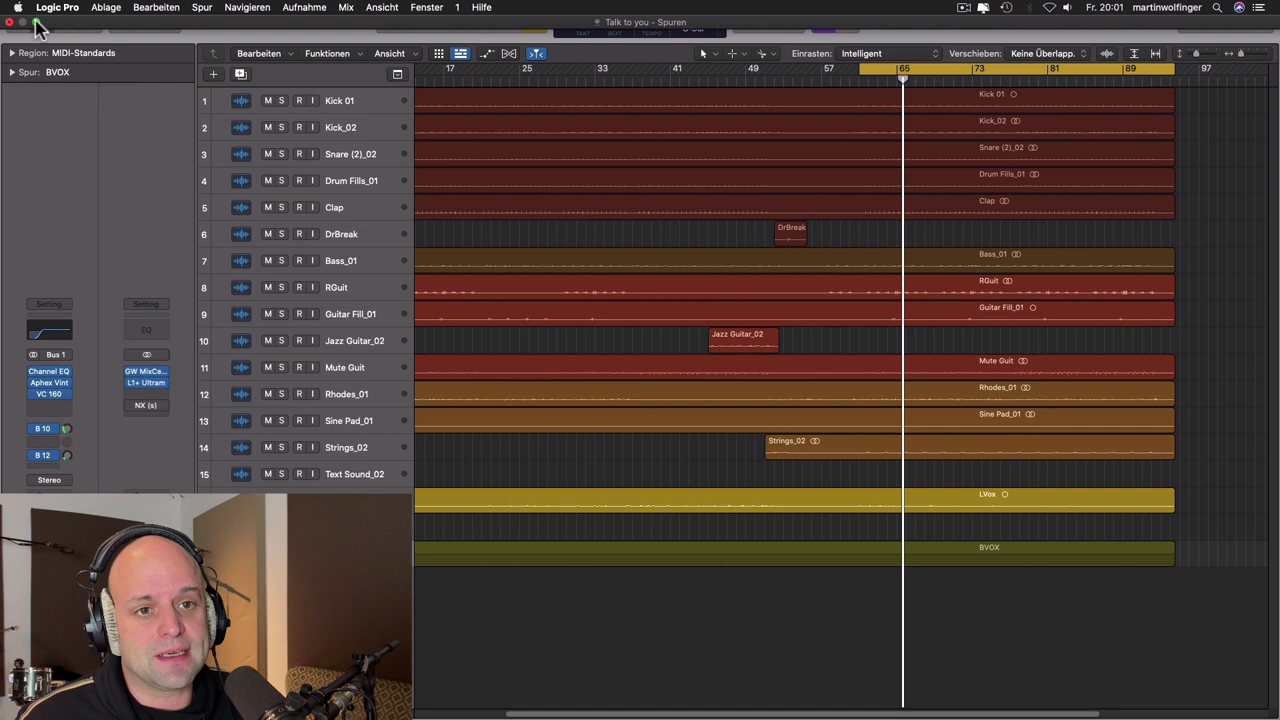 Logic Pro Ablage Bearbeiten Spur Navigieren Aufnahme Mix Ansicht Fenster 1 Hilfe Fr. 20:01 martinwolfinger
Talk to you - Spuren
TAKT BEAT TEMPO
Region: MIDI-Standards
Bearbeiten Funktionen Ansicht Einrasten: Intelligent Verschieben: Keine Überlapp.
Spur: BVOX
17 25 33 41 49 57 65 73 81 89 97
1 M S R I Kick 01 Kick 01
2 M S R I Kick_02 Kick_02
3 M S R I Snare (2)_02 Snare (2)_02
4 M S R I Drum Fills_01 Drum Fills_01
5 M S R I Clap Clap
6 M S R I DrBreak DrBreak
7 M S R I Bass_01 Bass_01
8 M S R I RGuit RGuit
9 M S R I Guitar Fill_01 Guitar Fill_01
10 M S R I Jazz Guitar_02 Jazz Guitar_02
11 M S R I Mute Guit Mute Guit
12 M S R I Rhodes_01 Rhodes_01
13 M S R I Sine Pad_01 Sine Pad_01
14 M S R I Strings_02 Strings_02
15 M S R I Text Sound_02
LVox
BVOX
Setting Setting
EQ
Bus 1
Channel EQ GW MixCe...
Aphex Vint L1+ Ultram
VC 160
NX (s)
B 10
B 12
Stereo